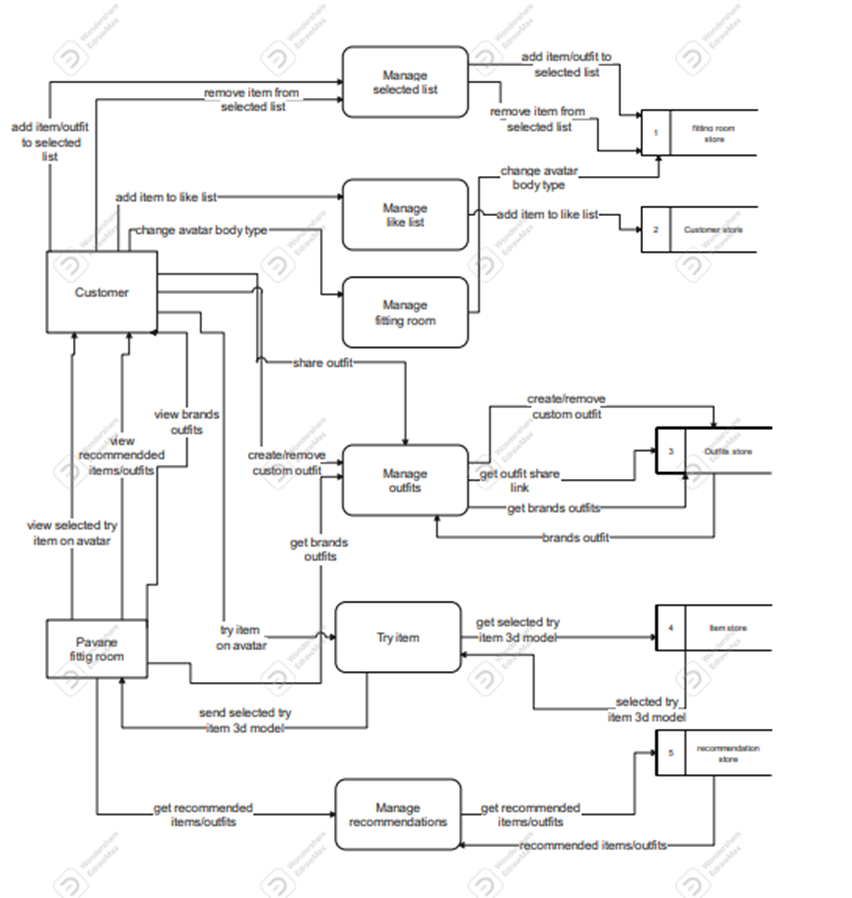 Manage
selected list
add item/outfit to
selected list
remove item from
selected list
remove item from
selected list
add item/outfit
to selected
list
1
fitting room
store
change avatar
body type
add item to like list
Manage
like list
add item to like list
2
Customer store
change avatar body type
Customer
Manage
fitting room
share outfit
create/remove
custom outfit
view brands
outfits
view
recommendded
items/outfits
create/remove
custom outfit
Manage
outfits
get outfit share
link
3
Outfits store
get brands outfits
brands outfit
view selected try
item on avatar
get brands
outfits
Pavane
fittig room
try item
on avatar
Try item
get selected try
item 3d model
4
Item store
selected try
item 3d model
send selected try
item 3d model
5
recommendation
store
get recommended
items/outfits
Manage
recommendations
get recommended
items/outfits
recommended items/outfits
Wondershare
EdrawMax